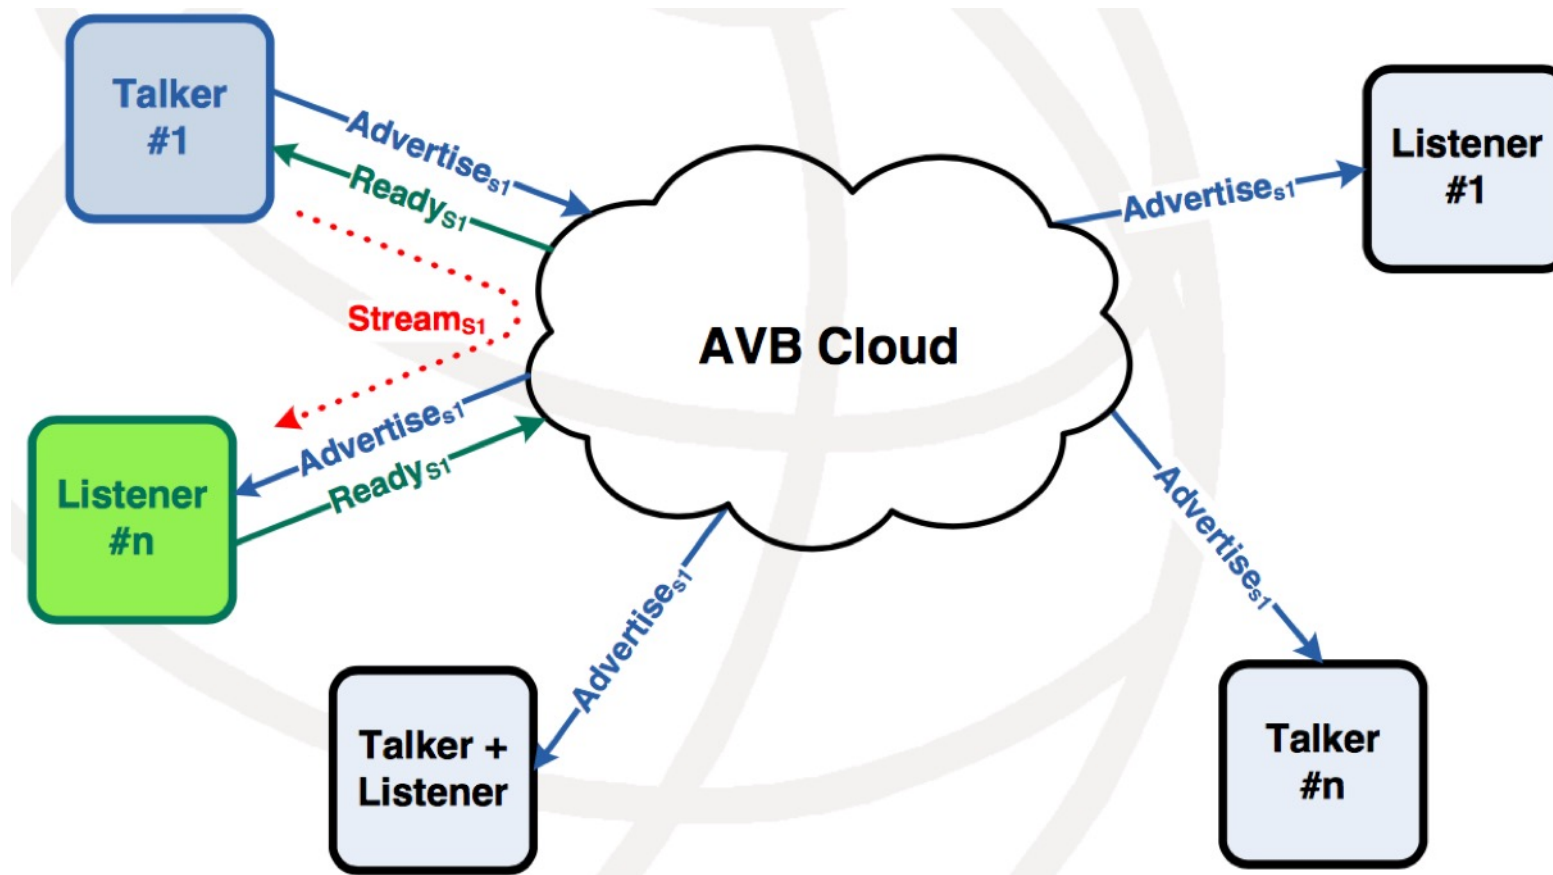 Talker
#1
Advertises1
ReadyS1
StreamS1
Advertises1
ReadyS1
Listener
#n
AVB Cloud
Advertises1
Listener
#1
Advertises1
Talker +
Listener
Advertises1
Talker
#n